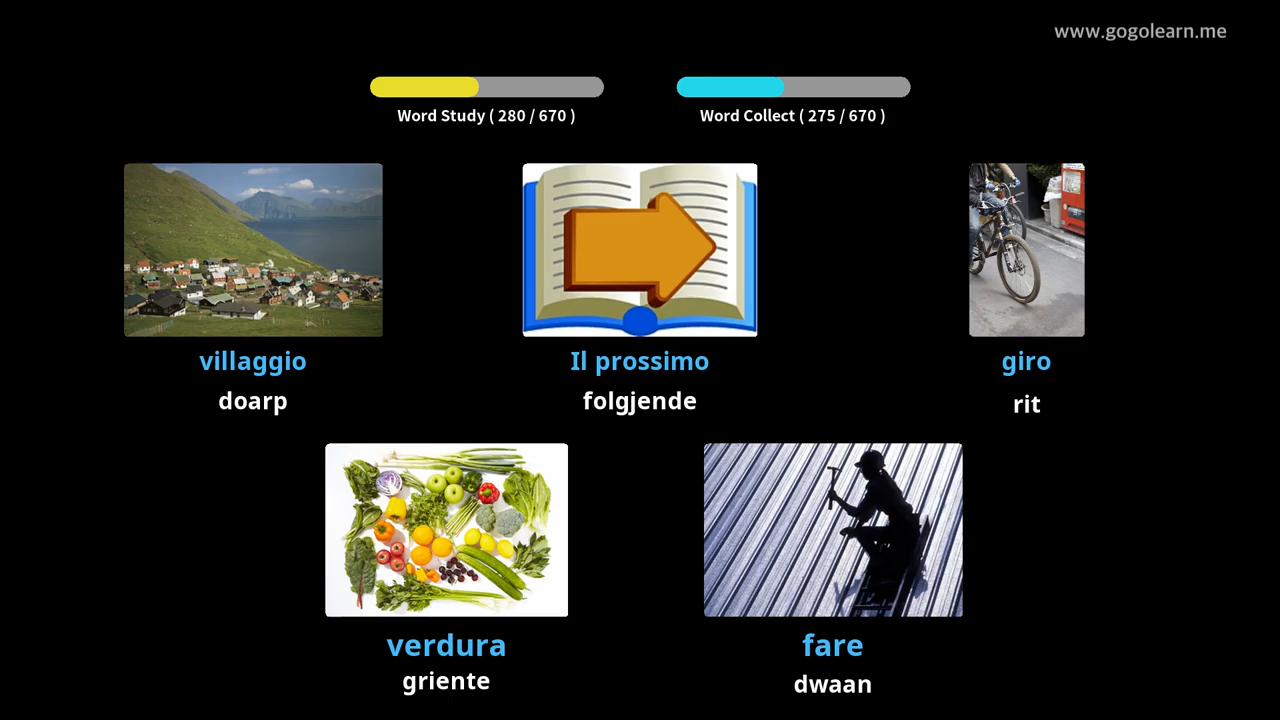 www.gogolearn.me
Word Study ( 280 / 670 )
Word Collect ( 275 / 670 )
villaggio
doarp
Il prossimo
folgjende
giro
rit
verdura
griente
fare
dwaan